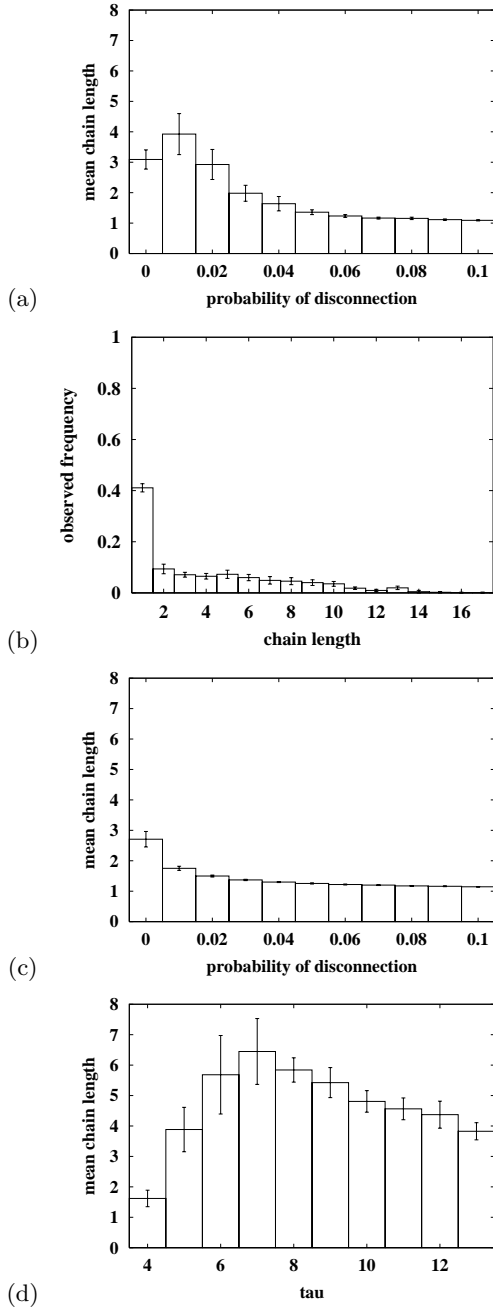 8
7
6
5
4
3
2
1
0
mean chain length
0 0.02 0.04 0.06 0.08 0.1
probability of disconnection
(a)
1
0.8
0.6
0.4
0.2
0
observed frequency
2 4 6 8 10 12 14 16
chain length
(b)
8
7
6
5
4
3
2
1
0
mean chain length
0 0.02 0.04 0.06 0.08 0.1
probability of disconnection
(c)
8
7
6
5
4
3
2
1
0
mean chain length
4 6 8 10 12
tau
(d)